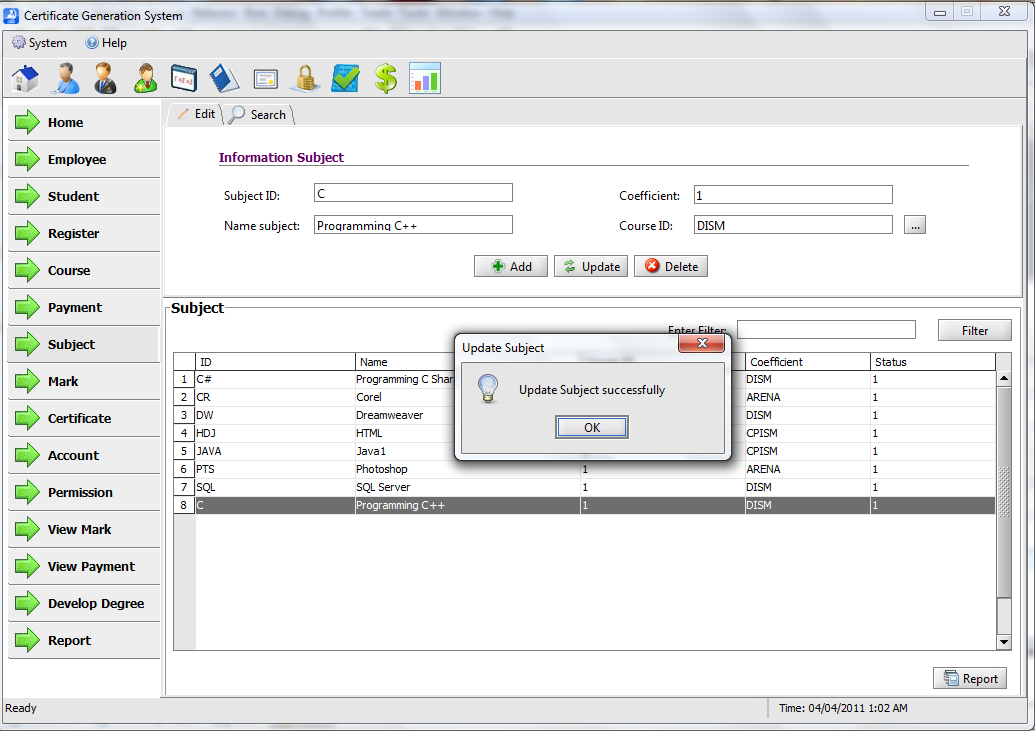 Certificate Generation System
System Help
Edit Search
Home
Employee
Student
Register
Course
Payment
Subject
Mark
Certificate
Account
Permission
View Mark
View Payment
Develop Degree
Report
Information Subject
Subject ID: C Coefficient: 1
Name subject: Programming C++ Course ID: DISM ...
Add Update Delete
Subject
Enter Filter: Filter
ID Name Coefficient Status
1 C# Programming C Shar DISM 1
2 CR Corel ARENA 1
3 DW Dreamweaver DISM 1
4 HDJ HTML CPISM 1
5 JAVA Java1 CPISM 1
6 PTS Photoshop 1 ARENA 1
7 SQL SQL Server 1 DISM 1
8 C Programming C++ 1 DISM 1
Update Subject
Update Subject successfully
OK
Report
Ready Time: 04/04/2011 1:02 AM